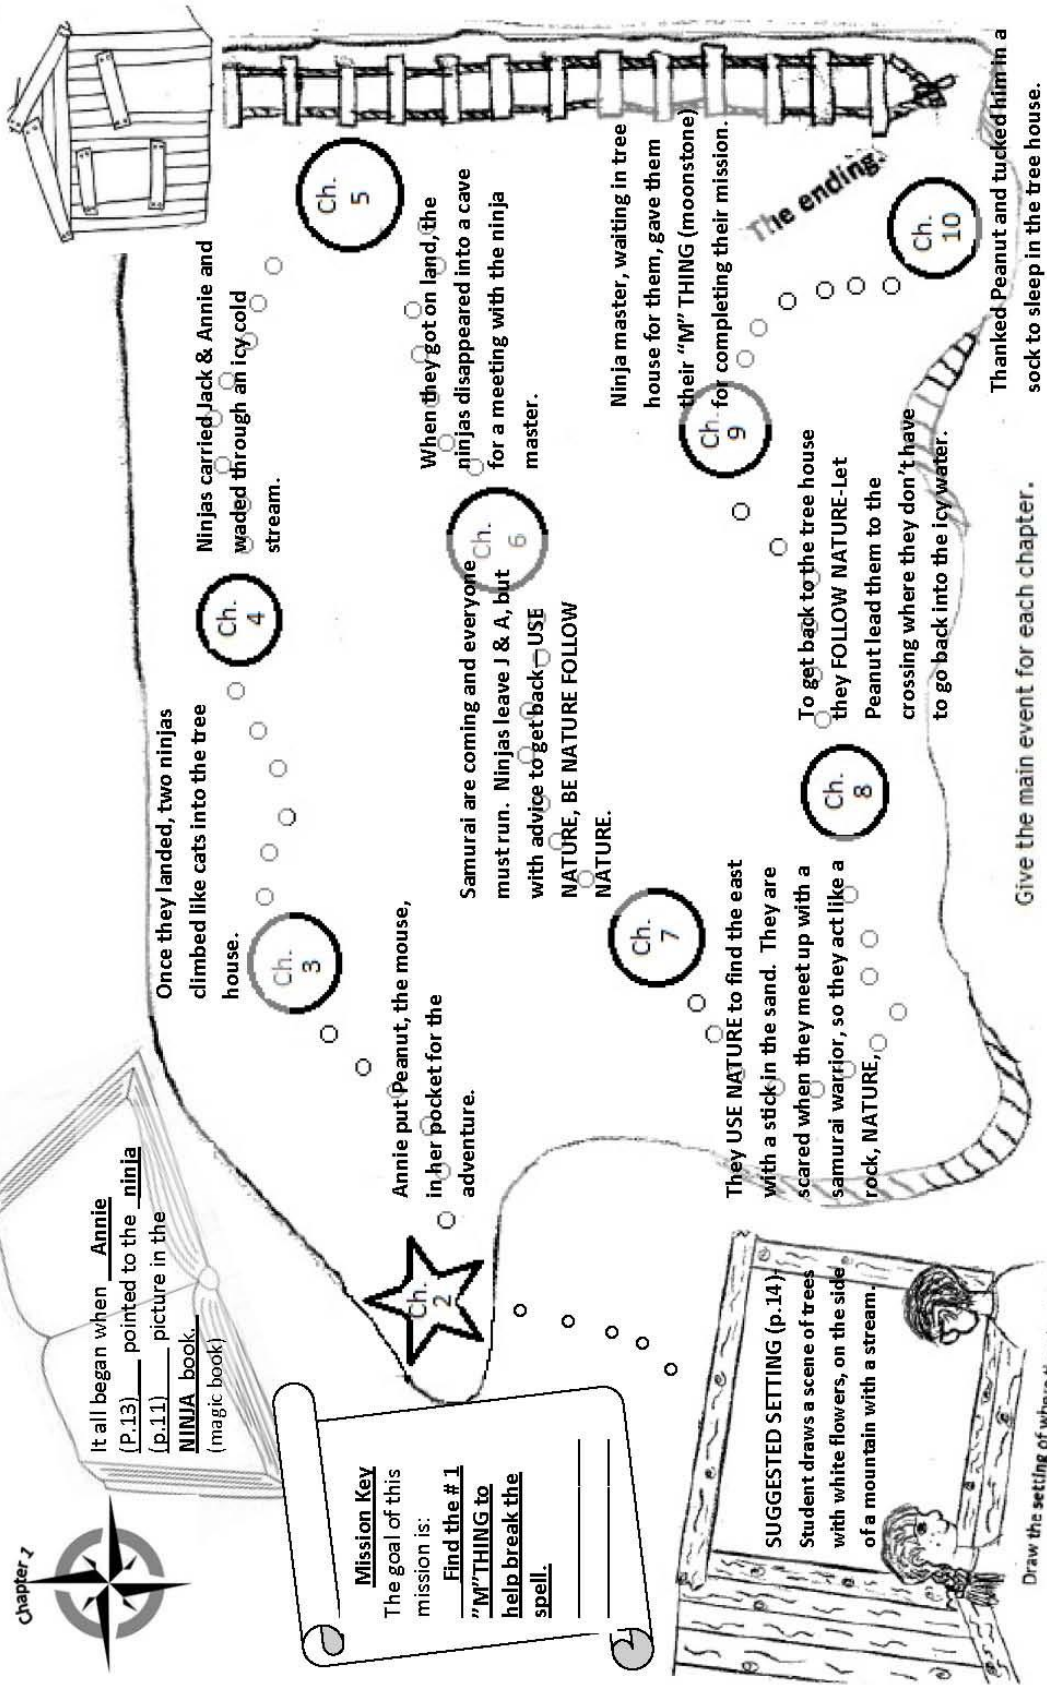 Chapter 1
It all began when Annie
(P.13) pointed to the ninja
(p.11) picture in the
NINJA book.
(magic book)
Mission Key
The goal of this
mission is:
Find the # 1
"M"THING to
help break the
spell.
SUGGESTED SETTING (p.14)-
Student draws a scene of trees
with white flowers, on the side
of a mountain with a stream.
Draw the setting of where
Ch.
2
Annie put Peanut, the mouse,
in her pocket for the
adventure.
Ch.
3
Once they landed, two ninjas
climbed like cats into the tree
house.
Ch.
4
Ninjas carried Jack & Annie and
waded through an icy cold
stream.
Ch.
5
When they got on land, the
ninjas disappeared into a cave
for a meeting with the ninja
master.
Ch.
6
Samurai are coming and everyone
must run. Ninjas leave J & A, but
with advice to get back—USE
NATURE, BE NATURE FOLLOW
NATURE.
Ch.
7
They USE NATURE to find the east
with a stick in the sand. They are
scared when they meet up with a
samurai warrior, so they act like a
rock, NATURE,
Ch.
8
To get back to the tree house
they FOLLOW NATURE-Let
Peanut lead them to the
crossing where they don't have
to go back into the icy water.
Ch.
9
Ninja master, waiting in tree
house for them, gave them
their "M" THING (moonstone)
for completing their mission.
The ending.
Ch.
10
Thanked Peanut and tucked him in a
sock to sleep in the tree house.
Give the main event for each chapter.